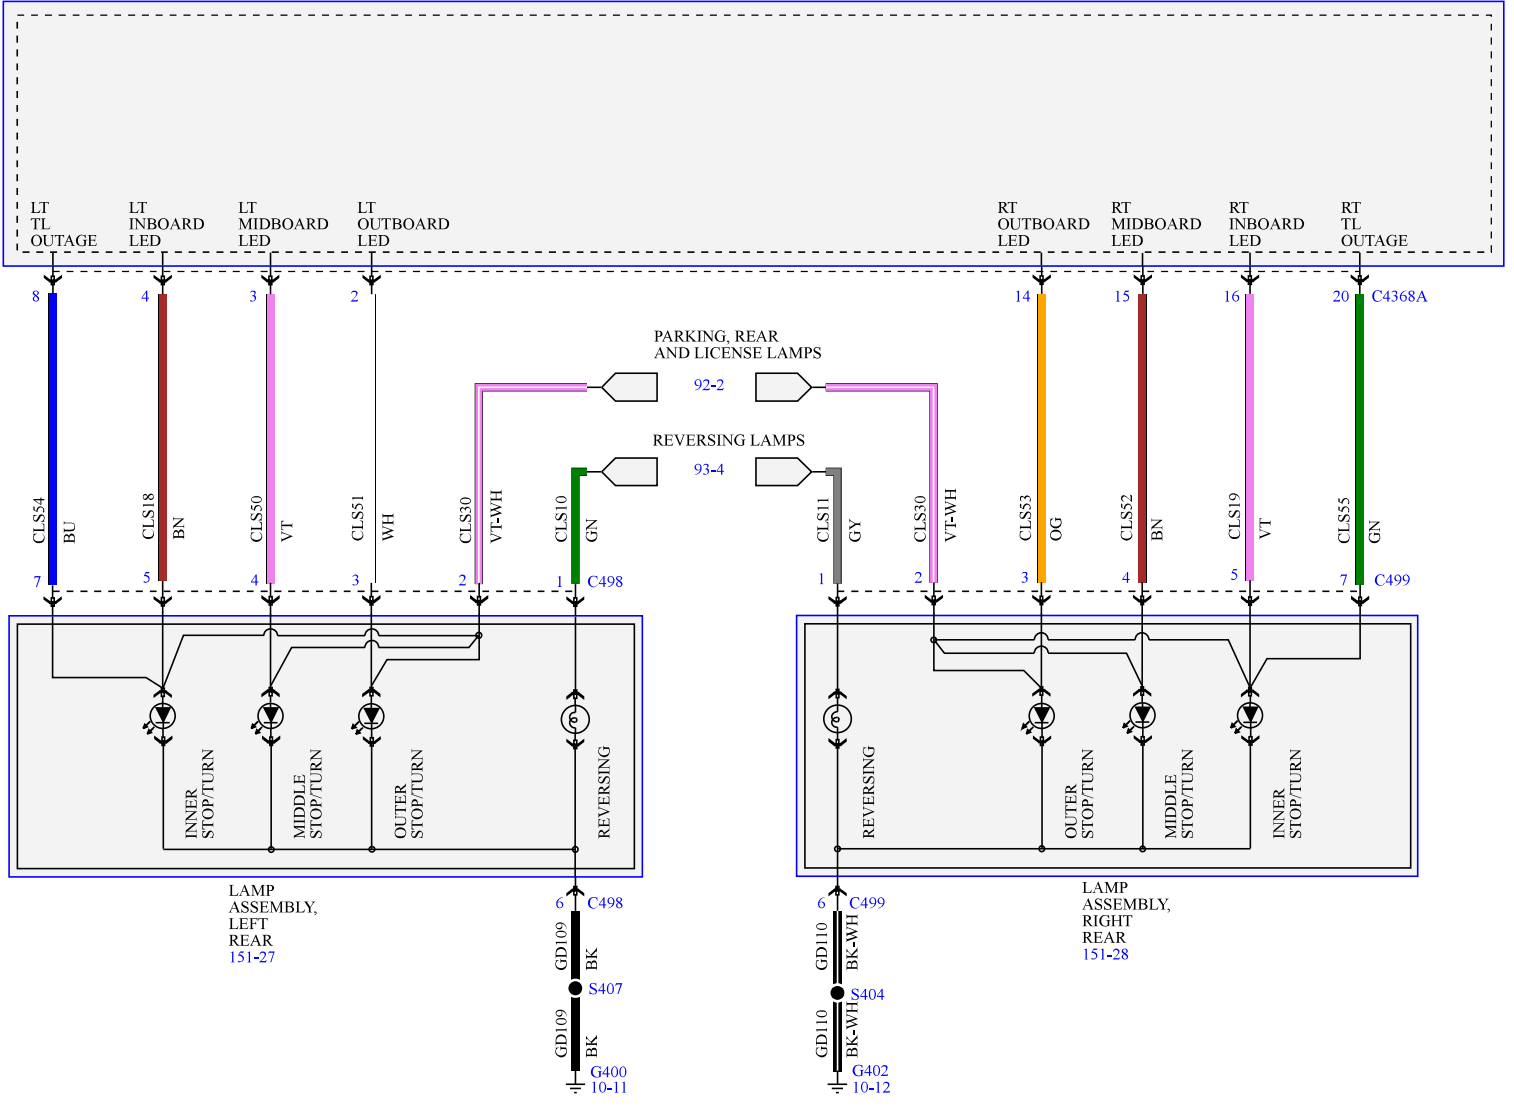 LT
TL
OUTAGE
LT
INBOARD
LED
LT
MIDBOARD
LED
LT
OUTBOARD
LED
RT
OUTBOARD
LED
RT
MIDBOARD
LED
RT
INBOARD
LED
RT
TL
OUTAGE
8
4
3
2
14
15
16
20
C4368A
PARKING, REAR
AND LICENSE LAMPS
92-2
REVERSING LAMPS
93-4
CLS54
BU
CLS18
BN
CLS50
VT
CLS51
WH
CLS30
VT-WH
CLS10
GN
CLS11
GY
CLS30
VT-WH
CLS53
OG
CLS52
BN
CLS19
VT
CLS55
GN
7
5
4
3
2
1
C498
1
2
3
4
5
7
C499
INNER
STOP/TURN
MIDDLE
STOP/TURN
OUTER
STOP/TURN
REVERSING
REVERSING
OUTER
STOP/TURN
MIDDLE
STOP/TURN
INNER
STOP/TURN
LAMP
ASSEMBLY,
LEFT
REAR
151-27
6
C498
6
C499
LAMP
ASSEMBLY,
RIGHT
REAR
151-28
GD109
BK
S407
GD109
BK
G400
10-11
GD110
BK-WH
S404
GD110
BK-WH
G402
10-12